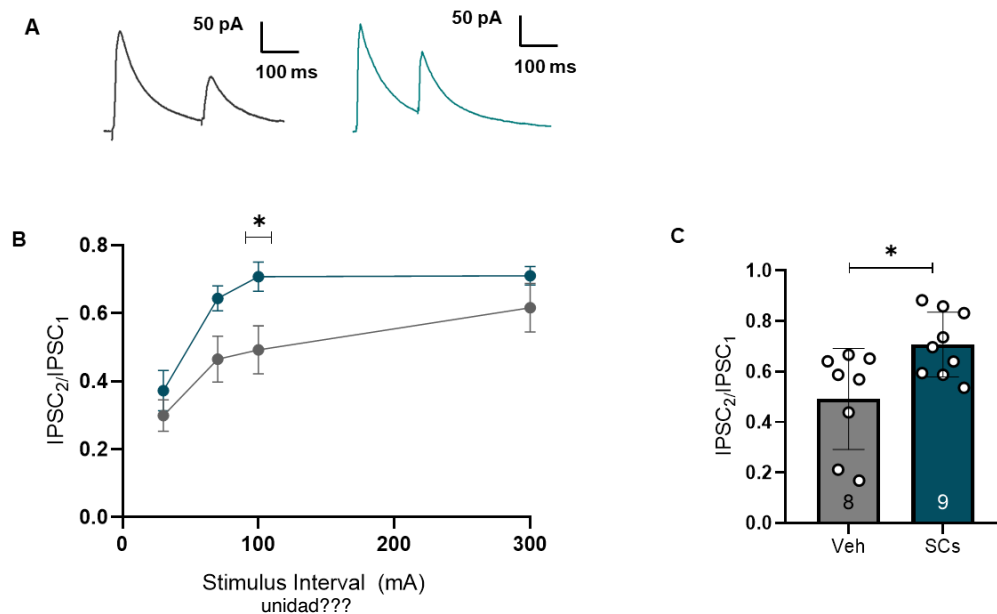 A
50 pA
100 ms
50 pA
100 ms
B
*
IPSC2/IPSC1
0.8
0.6
0.4
0.2
0.0
0 100 200 300
Stimulus Interval (mA)
unidad???
C
*
IPSC2/IPSC1
1.0
0.8
0.6
0.4
0.2
0.0
8 9
Veh SCs